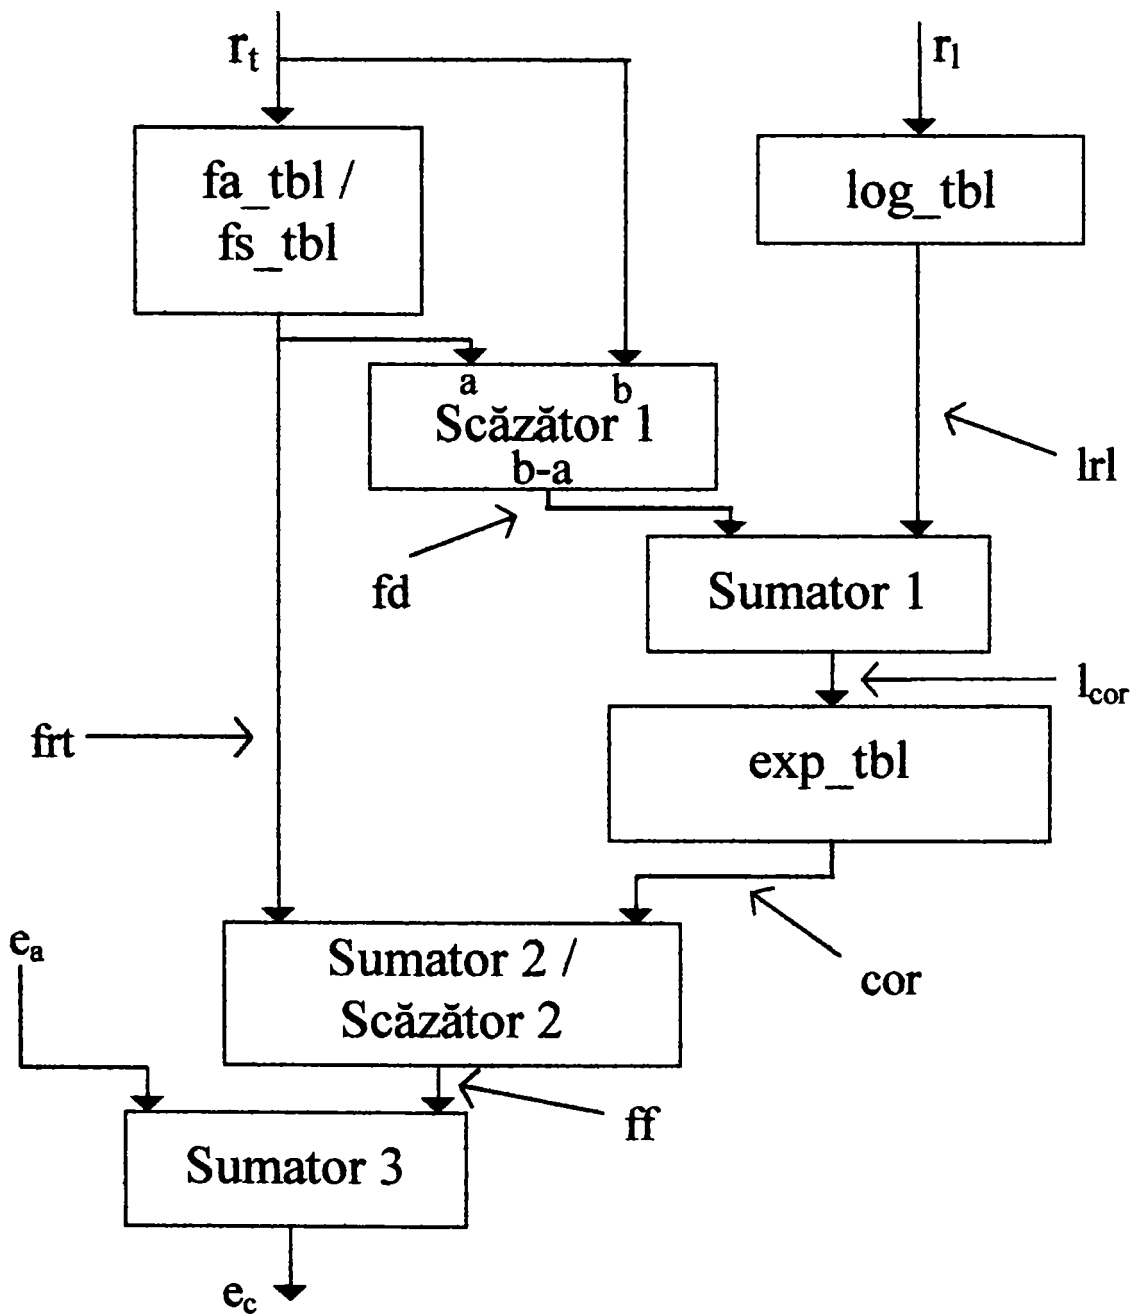 r_t
r_l
fa_tbl /
fs_tbl
log_tbl
a b
Scăzător 1
b-a
lrl
fd
Sumator 1
l_cor
frt
exp_tbl
e_a
Sumator 2 /
Scăzător 2
cor
ff
Sumator 3
e_c